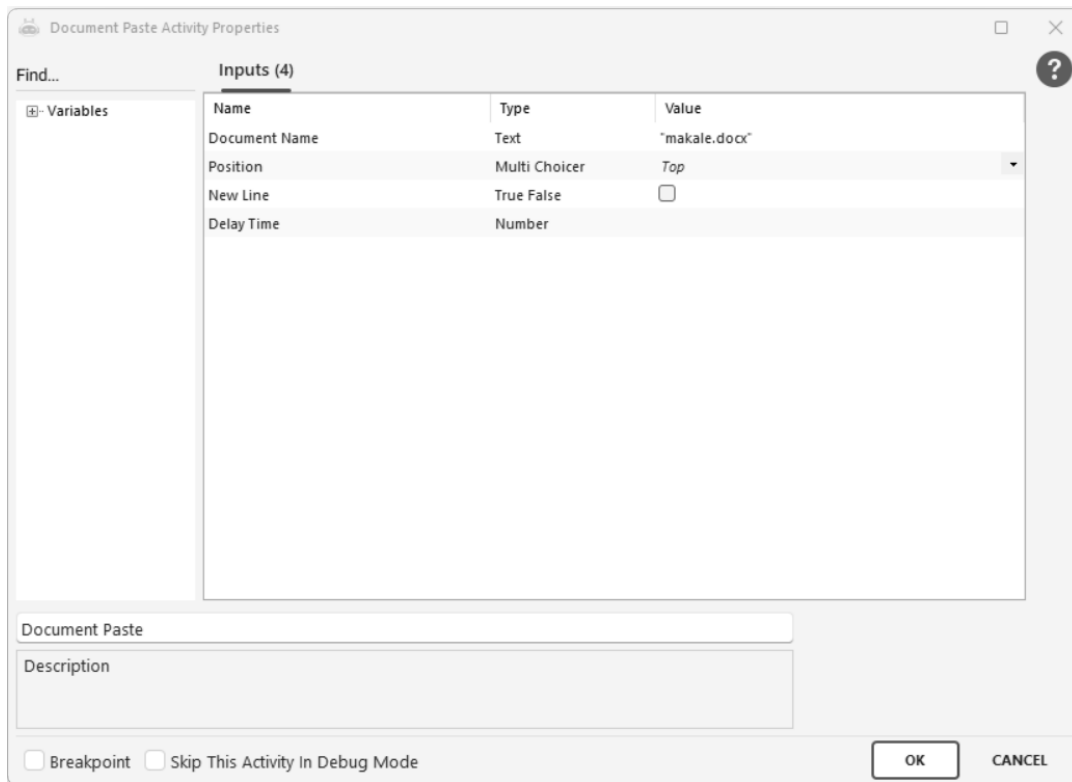 Document Paste Activity Properties
Find...
Inputs (4)
?
Variables
Name Type Value
Document Name Text "makale.docx"
Position Multi Choicer Top
New Line True False
Delay Time Number
Document Paste
Description
Breakpoint Skip This Activity In Debug Mode OK CANCEL